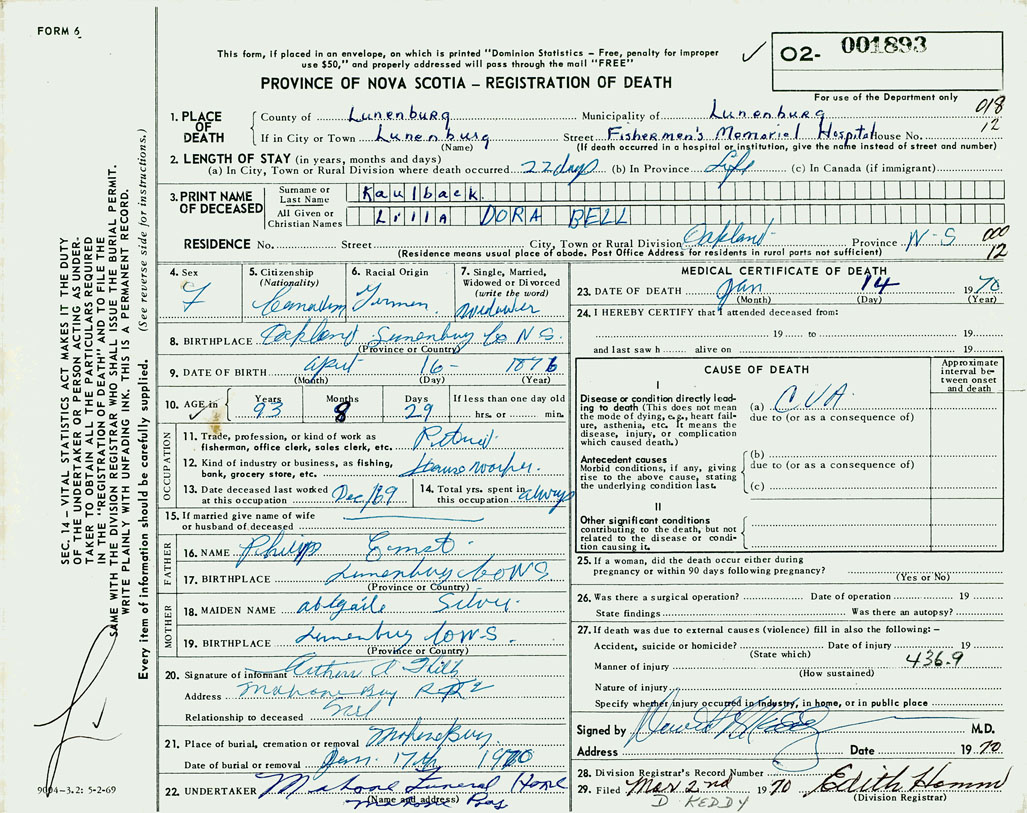 FORM 6
This form, if placed in an envelope, on which is printed "Dominion Statistics – Free, penalty for improper
use $50," and properly addressed will pass through the mail "FREE"
PROVINCE OF NOVA SCOTIA – REGISTRATION OF DEATH
✓ 02- 001893
For use of the Department only
018
12
1. PLACE OF DEATH
County of Lunenburg Municipality of Lunenburg
If in City or Town Lunenburg Street Fishermen's Memorial Hospital House No.
(Name) (If death occurred in a hospital or institution, give the name instead of street and number)
2. LENGTH OF STAY (in years, months and days)
(a) In City, Town or Rural Division where death occurred 22 days (b) In Province Life (c) In Canada (if immigrant)
3. PRINT NAME OF DECEASED
Surname or Last Name Kaulback.
All Given or Christian Names Lilla DORA BELL
RESIDENCE No. Street City, Town or Rural Division Oakland Province N-S 000
12
(Residence means usual place of abode. Post Office Address for residents in rural parts not sufficient)
4. Sex F
5. Citizenship (Nationality) Canadian
6. Racial Origin German
7. Single, Married, Widowed or Divorced (write the word) Widower
8. BIRTHPLACE Oakland Lunenburg Co N.S.
(Province or Country)
9. DATE OF BIRTH April 16- 1876
(Month) (Day) (Year)
10. AGE in ✓ Years 93 Months 8 Days 29 If less than one day old hrs. or min.
OCCUPATION
11. Trade, profession, or kind of work as fisherman, office clerk, sales clerk, etc. Retired
12. Kind of industry or business, as fishing, bank, grocery store, etc. Houseworker.
13. Date deceased last worked at this occupation Dec/69
14. Total yrs. spent in this occupation always
15. If married give name of wife or husband of deceased
FATHER
16. NAME Philip Ernst
17. BIRTHPLACE Lunenburg Co NS
(Province or Country)
MOTHER
18. MAIDEN NAME abigaile Silver
19. BIRTHPLACE Lunenburg Co N-S.
(Province or Country)
20. Signature of informant Arthur A
Address Mahone Bay RR2
Relationship to deceased
21. Place of burial, cremation or removal Mahone Bay
Date of burial or removal Jan. 17th 1970
22. UNDERTAKER Mahone Funeral Home
(Name and address) Mahone Bay
MEDICAL CERTIFICATE OF DEATH
23. DATE OF DEATH Jan 14 1970
(Month) (Day) (Year)
24. I HEREBY CERTIFY that I attended deceased from:
19 to 19
and last saw h alive on 19
CAUSE OF DEATH
Approximate interval between onset and death
I
Disease or condition directly leading to death (This does not mean the mode of dying, e.g., heart failure, asthenia, etc. It means the disease, injury, or complication which caused death.)
(a) CVA
due to (or as a consequence of)
Antecedent causes
Morbid conditions, if any, giving rise to the above cause, stating the underlying condition last.
(b)
due to (or as a consequence of)
(c)
II
Other significant conditions
contributing to the death, but not related to the disease or condition causing it.
25. If a woman, did the death occur either during
pregnancy or within 90 days following pregnancy?
(Yes or No)
26. Was there a surgical operation? Date of operation 19
State findings Was there an autopsy?
27. If death was due to external causes (violence) fill in also the following: –
Accident, suicide or homicide? Date of injury 19
(State which)
436.9
Manner of injury
(How sustained)
Nature of injury
Specify whether injury occurred in industry, in home, or in public place
Signed by M.D.
Address Date 1970
28. Division Registrar's Record Number
29. Filed Mar 2nd 1970 Edith
(Division Registrar)
D KEDDY
SEC. 14 – VITAL STATISTICS ACT MAKES IT THE DUTY
OF THE UNDERTAKER OR PERSON ACTING AS UNDER-
TAKER TO OBTAIN ALL THE PARTICULARS REQUIRED
IN THE "REGISTRATION OF DEATH" AND TO FILE THE
SAME WITH THE DIVISION REGISTRAR WHO SHALL ISSUE THE BURIAL PERMIT.
WRITE PLAINLY WITH UNFADING INK. THIS IS A PERMANENT RECORD.
Every item of information should be carefully supplied. (See reverse side for instructions.)
9004-3.2: 5-2-69